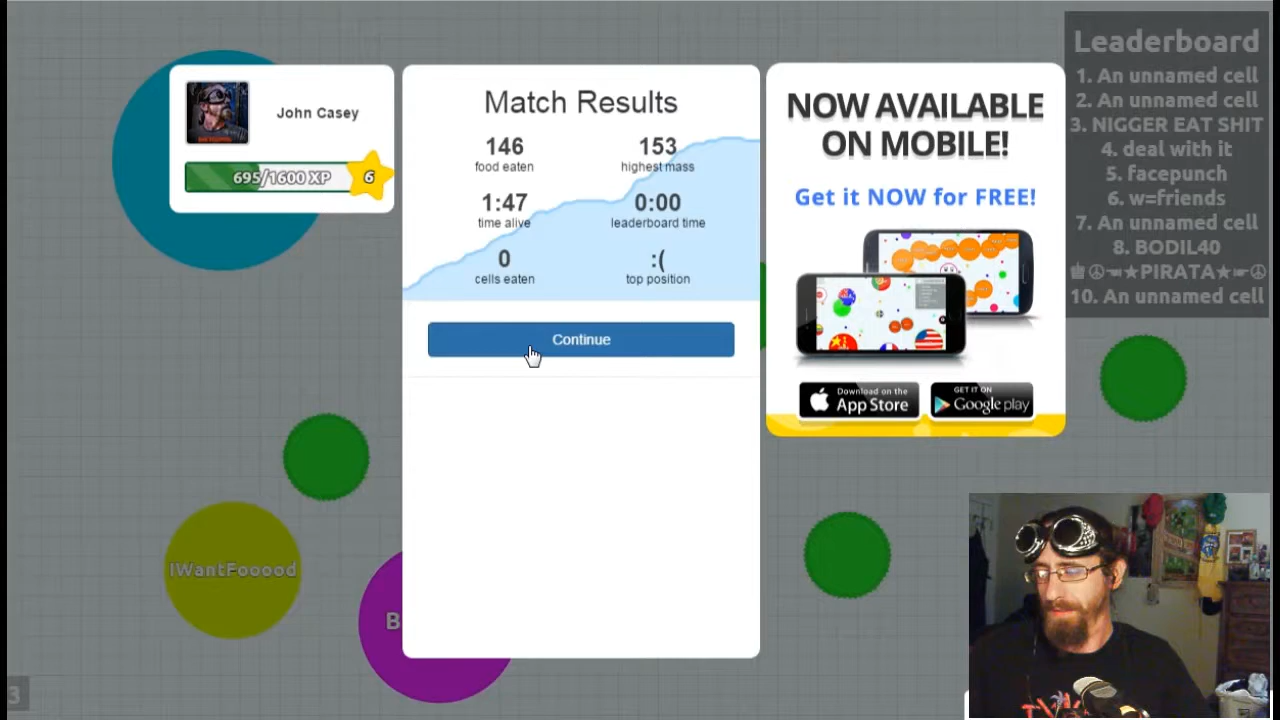 John Casey
695/1600 XP
6
Match Results
146
food eaten
153
highest mass
1:47
time alive
0:00
leaderboard time
0
cells eaten
:(
top position
Continue
NOW AVAILABLE
ON MOBILE!
Get it NOW for FREE!
Download on the
App Store
GET IT ON
Google play
Leaderboard
1. An unnamed cell
2. An unnamed cell
3. NIGGER EAT SHIT
4. deal with it
5. facepunch
6. w=friends
7. An unnamed cell
8. BODIL40
★PIRATA★
10. An unnamed cell
IWantFooood
B
3